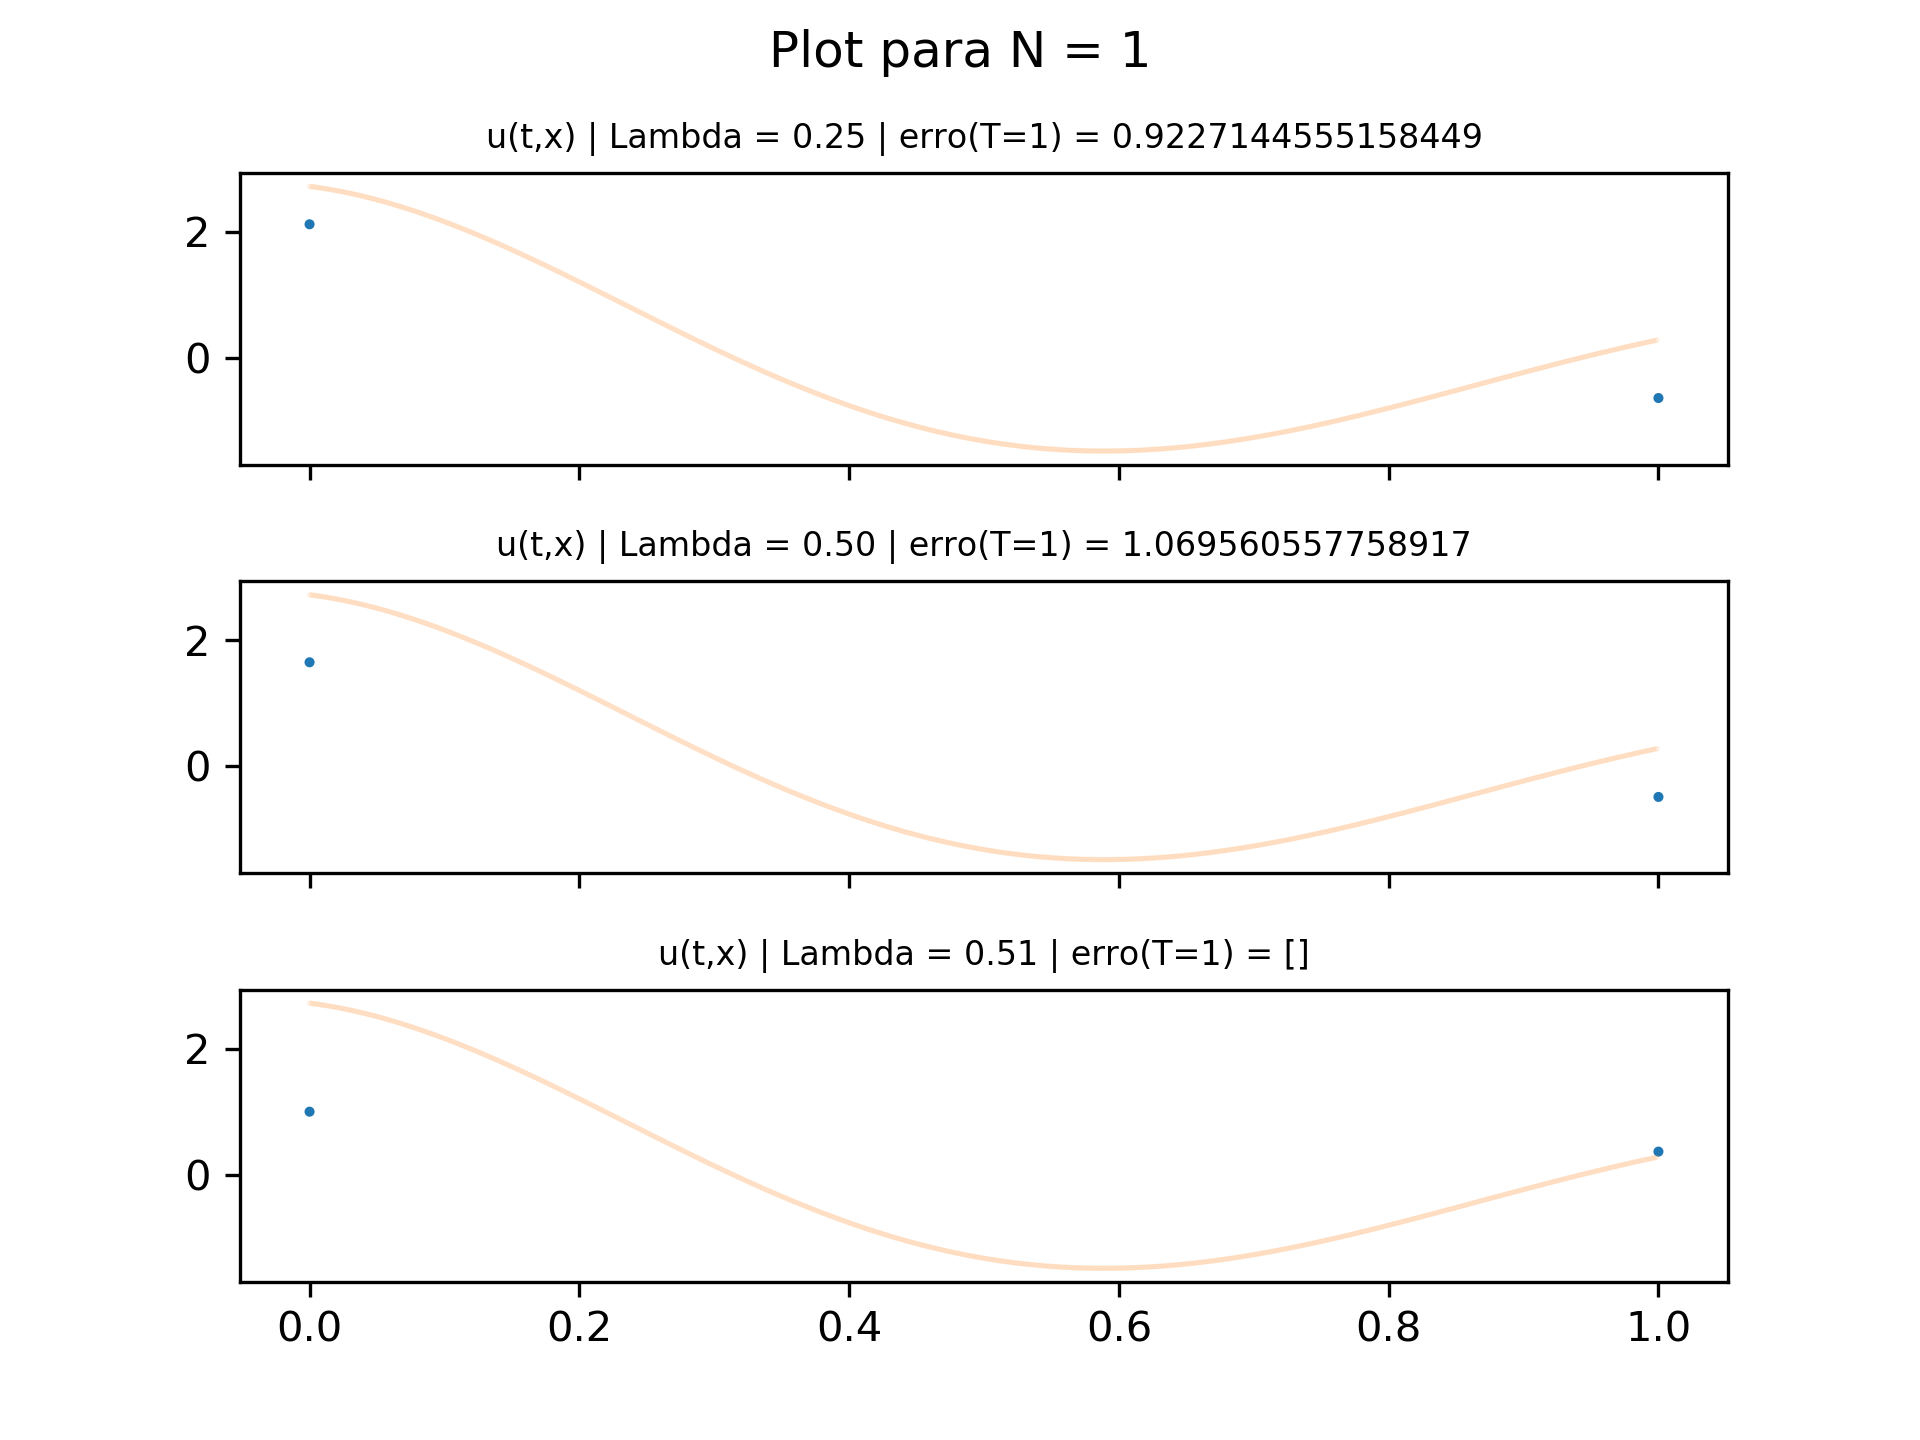 Plot para N = 1
u(t,x) | Lambda = 0.25 | erro(T=1) = 0.9227144555158449
2
0
u(t,x) | Lambda = 0.50 | erro(T=1) = 1.069560557758917
2
0
u(t,x) | Lambda = 0.51 | erro(T=1) = []
2
0
0.0 0.2 0.4 0.6 0.8 1.0